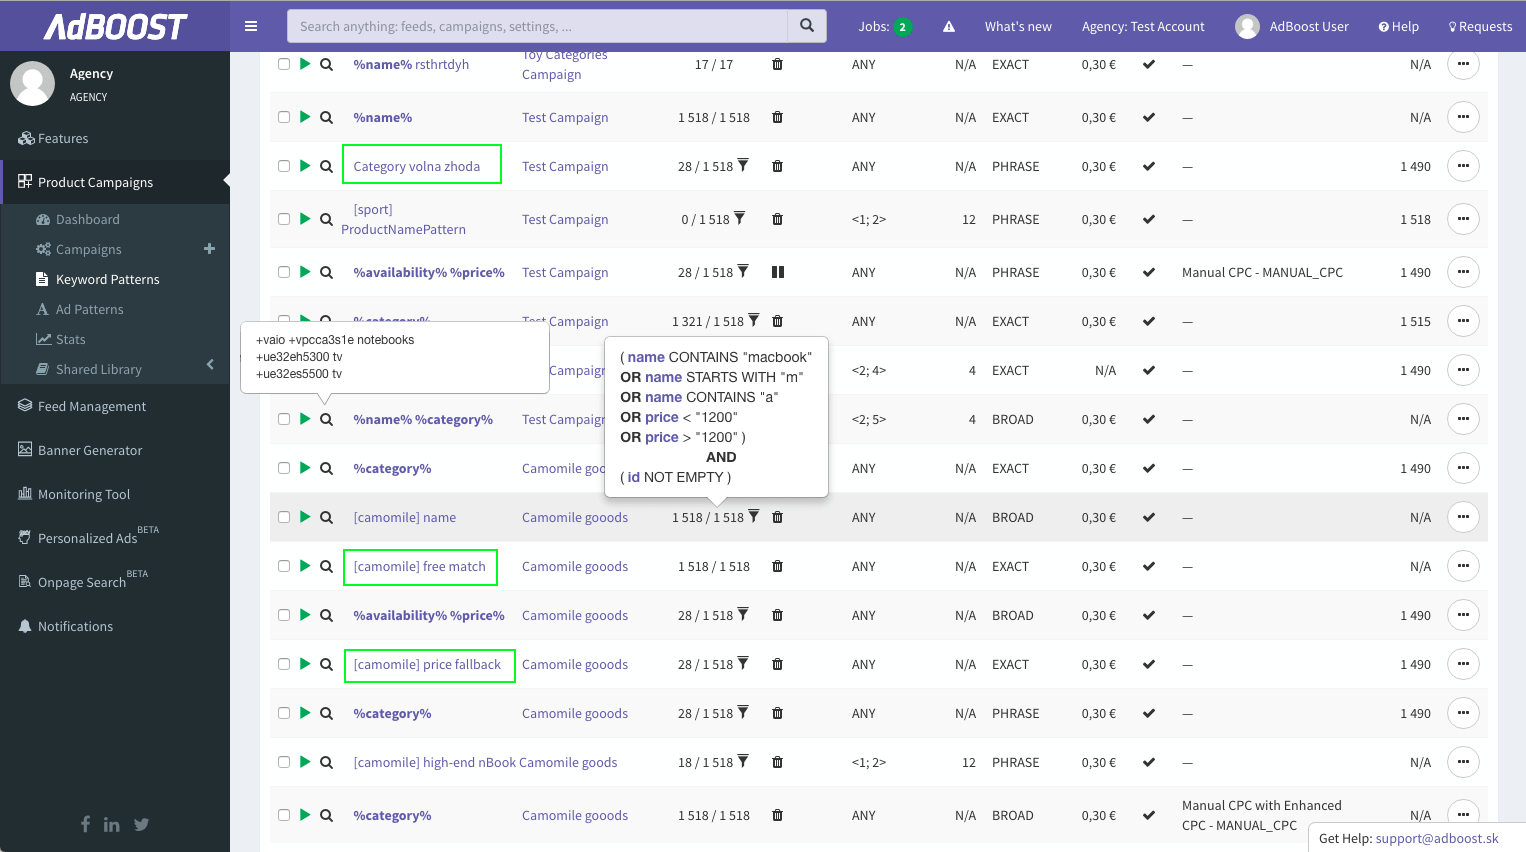 AdBOOST
Search anything: feeds, campaigns, settings, ...
Jobs: 2
What's new
Agency: Test Account
AdBoost User
Help
Requests
Agency
AGENCY
Features
Product Campaigns
Dashboard
Campaigns
Keyword Patterns
Ad Patterns
Stats
Shared Library
Feed Management
Banner Generator
Monitoring Tool
Personalized Ads BETA
Onpage Search BETA
Notifications
%name% rsthrtdyh Toy Categories Campaign 17 / 17 ANY N/A EXACT 0,30 € — N/A
%name% Test Campaign 1 518 / 1 518 ANY N/A EXACT 0,30 € — N/A
Category volna zhoda Test Campaign 28 / 1 518 ANY N/A PHRASE 0,30 € — 1 490
[sport] ProductNamePattern Test Campaign 0 / 1 518 <1; 2> 12 PHRASE 0,30 € — 1 518
%availability% %price% Test Campaign 28 / 1 518 ANY N/A PHRASE 0,30 € Manual CPC - MANUAL_CPC 1 490
%category% Test Campaign 1 321 / 1 518 ANY N/A EXACT 0,30 € — 1 515
+vaio +vpcca3s1e notebooks
+ue32eh5300 tv
+ue32es5500 tv
<2; 4> 4 EXACT N/A — 1 490
( name CONTAINS "macbook"
OR name STARTS WITH "m"
OR name CONTAINS "a"
OR price < "1200"
OR price > "1200" )
AND
( id NOT EMPTY )
%name% %category% Test Campaign <2; 5> 4 BROAD 0,30 € — N/A
%category% Camomile goo ANY N/A EXACT 0,30 € — 1 490
[camomile] name Camomile gooods 1 518 / 1 518 ANY N/A BROAD 0,30 € — N/A
[camomile] free match Camomile gooods 1 518 / 1 518 ANY N/A EXACT 0,30 € — N/A
%availability% %price% Camomile gooods 28 / 1 518 ANY N/A BROAD 0,30 € — 1 490
[camomile] price fallback Camomile gooods 28 / 1 518 ANY N/A EXACT 0,30 € — 1 490
%category% Camomile gooods 28 / 1 518 ANY N/A PHRASE 0,30 € — 1 490
[camomile] high-end nBook Camomile goods 18 / 1 518 <1; 2> 12 PHRASE 0,30 € — N/A
%category% Camomile gooods 1 518 / 1 518 ANY N/A BROAD 0,30 € Manual CPC with Enhanced CPC - MANUAL_CPC N/A
Get Help: support@adboost.sk